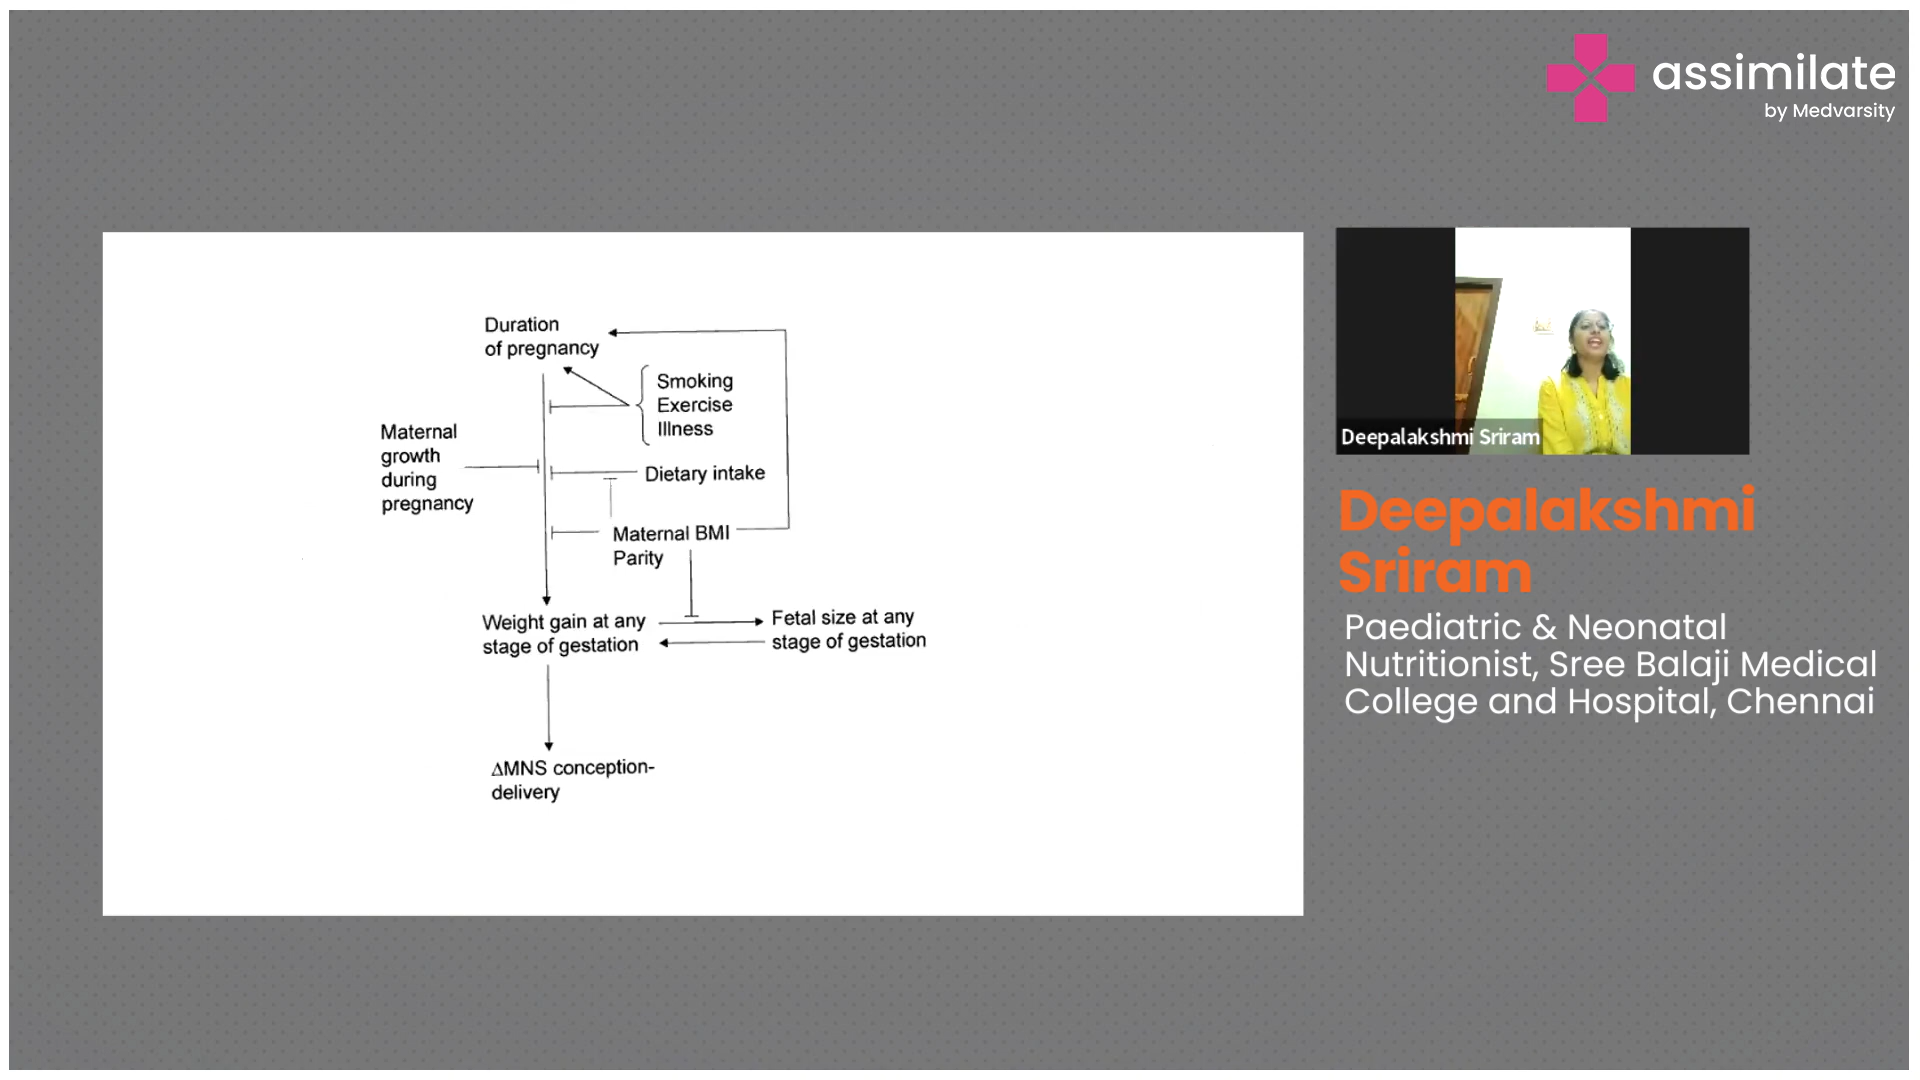 assimilate
by Medvarsity
Duration
of pregnancy
Smoking
Exercise
Illness
Maternal
growth
during
pregnancy
Dietary intake
Maternal BMI
Parity
Weight gain at any
stage of gestation
Fetal size at any
stage of gestation
ΔMNS conception-
delivery
Deepalakshmi Sriram
Deepalakshmi
Sriram
Paediatric & Neonatal
Nutritionist, Sree Balaji Medical
College and Hospital, Chennai